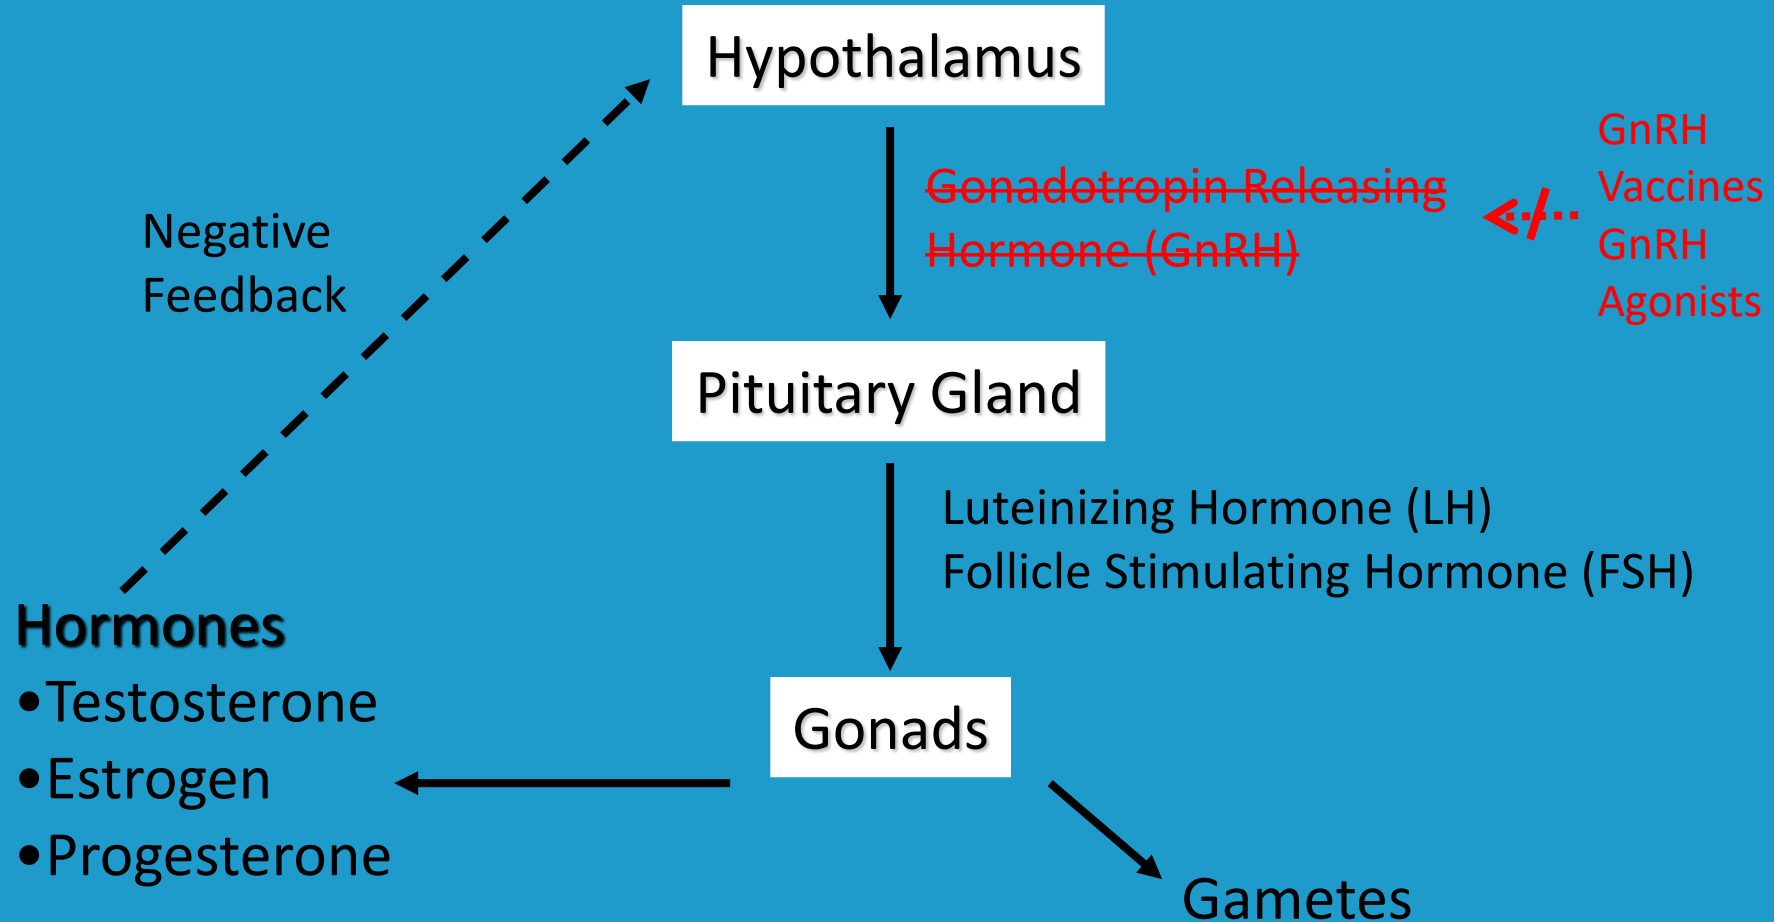 Hypothalamus
Gonadotropin Releasing
Hormone (GnRH)
GnRH
Vaccines
GnRH
Agonists
Negative
Feedback
Pituitary Gland
Luteinizing Hormone (LH)
Follicle Stimulating Hormone (FSH)
Hormones
•Testosterone
•Estrogen
•Progesterone
Gonads
Gametes